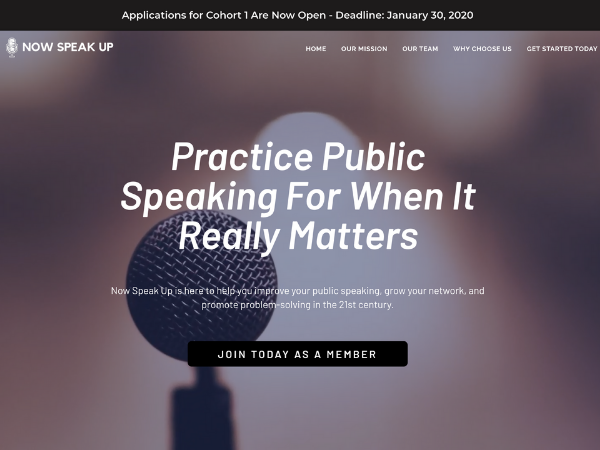 Applications for Cohort 1 Are Now Open - Deadline: January 30, 2020
NOW SPEAK UP
HOME OUR MISSION OUR TEAM WHY CHOOSE US GET STARTED TODAY
Practice Public
Speaking For When It
Really Matters
Now Speak Up is here to help you improve your public speaking, grow your network, and
promote problem-solving in the 21st century.
JOIN TODAY AS A MEMBER